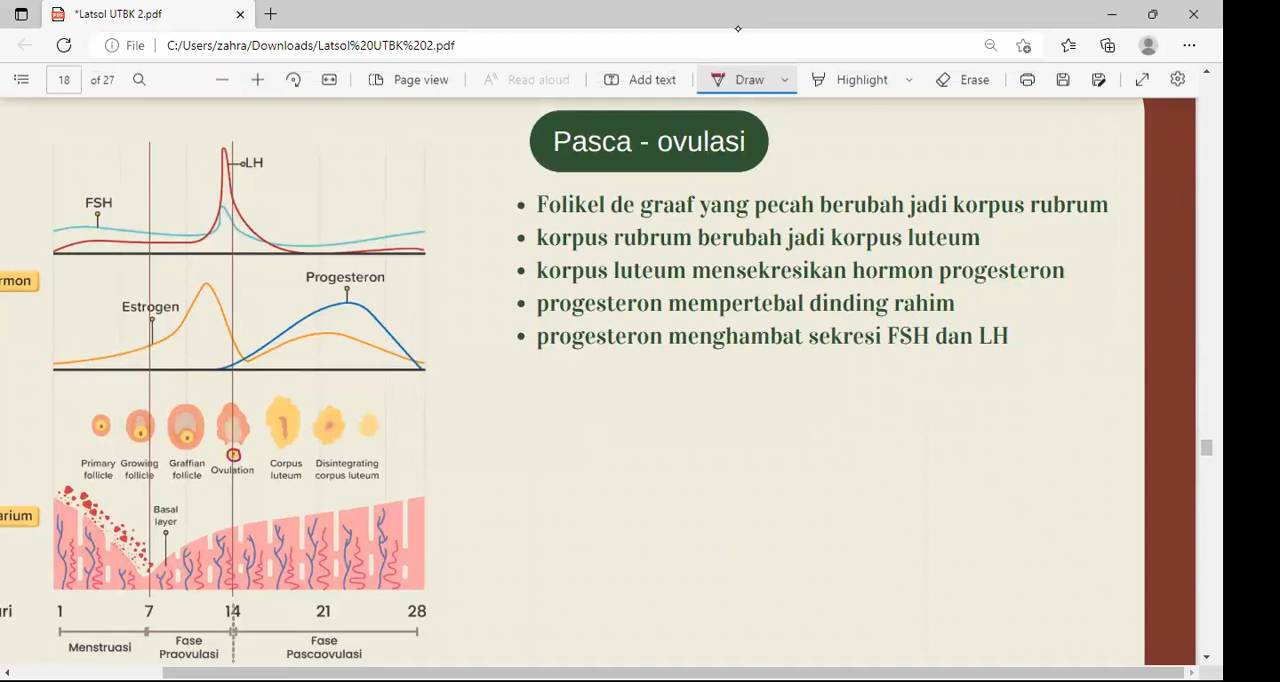 *Latsol UTBK 2.pdf
File
C:/Users/zahra/Downloads/Latsol%20UTBK%202.pdf
18 of 27
Page view
Read aloud
Add text
Draw
Highlight
Erase
Pasca - ovulasi
• Folikel de graaf yang pecah berubah jadi korpus rubrum
• korpus rubrum berubah jadi korpus luteum
• korpus luteum mensekresikan hormon progesteron
• progesteron mempertebal dinding rahim
• progesteron menghambat sekresi FSH dan LH
LH
FSH
rmon
Progesteron
Estrogen
Primary
follicle
Growing
follicle
Graffian
follicle
Ovulation
Corpus
luteum
Disintegrating
corpus luteum
arium
Basal
layer
ri
1
7
14
21
28
Menstruasi
Fase
Praovulasi
Fase
Pascaovulasi